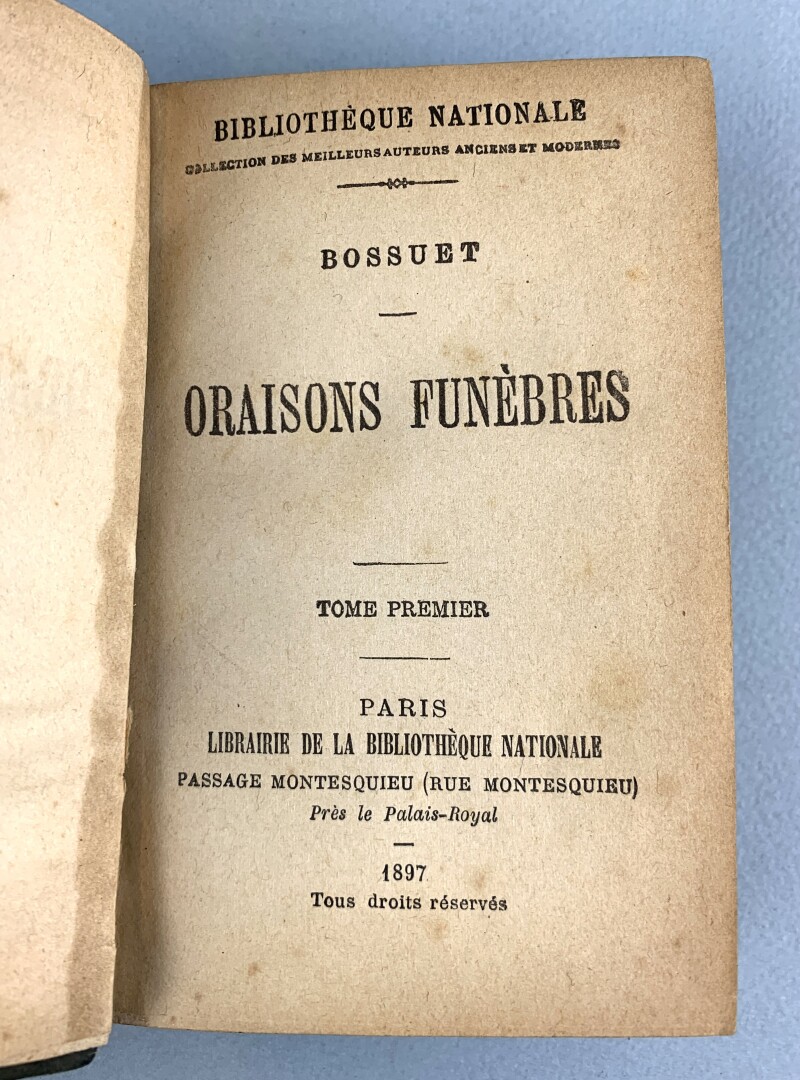 BIBLIOTHÈQUE NATIONALE
COLLECTION DES MEILLEURS AUTEURS ANCIENS ET MODERNES
BOSSUET
ORAISONS FUNÈBRES
TOME PREMIER
PARIS
LIBRAIRIE DE LA BIBLIOTHÈQUE NATIONALE
PASSAGE MONTESQUIEU (RUE MONTESQUIEU)
Près le Palais-Royal
1897
Tous droits réservés